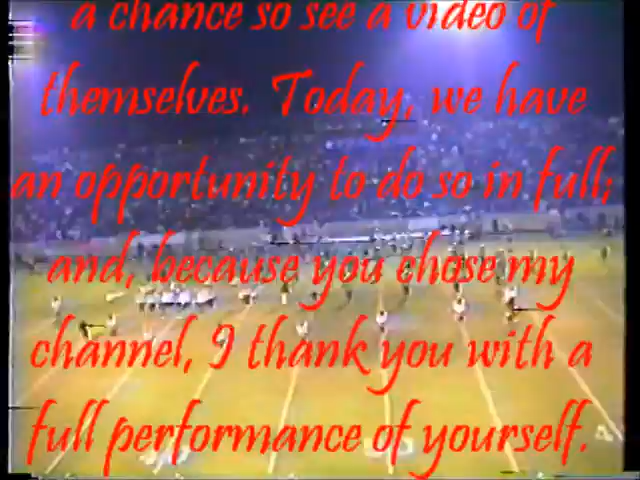 a chance so see a video of
themselves. Today, we have
an opportunity to do so in full;
and, because you chose my
channel, I thank you with a
full performance of yourself.